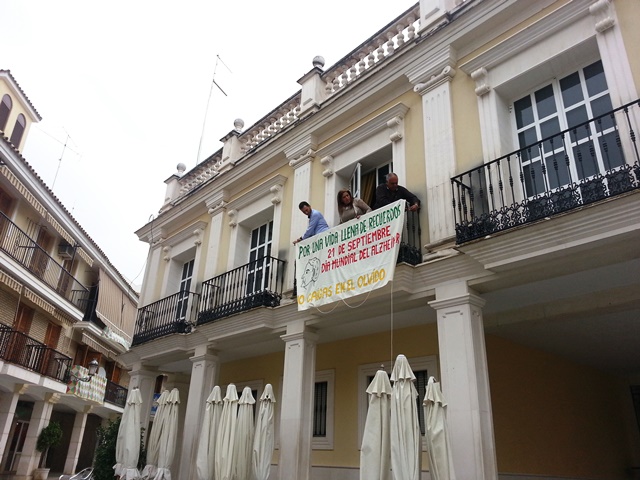 POR UNA VIDA LLENA DE RECUERDOS
21 DE SEPTIEMBRE
DÍA MUNDIAL DEL ALZHEIMER
NO CAIGAS EN EL OLVIDO